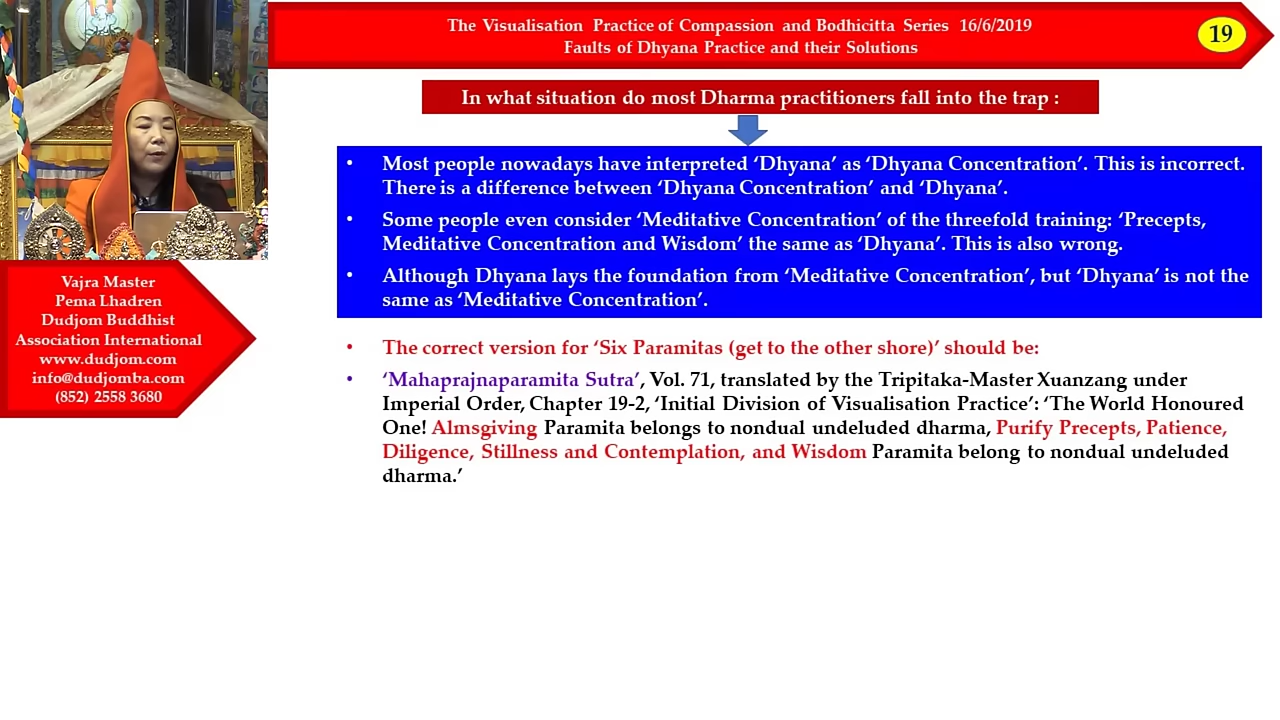 The Visualisation Practice of Compassion and Bodhicitta Series 16/6/2019
Faults of Dhyana Practice and their Solutions
19
In what situation do most Dharma practitioners fall into the trap :
• Most people nowadays have interpreted ‘Dhyana’ as ‘Dhyana Concentration’. This is incorrect.
There is a difference between ‘Dhyana Concentration’ and ‘Dhyana’.
• Some people even consider ‘Meditative Concentration’ of the threefold training: ‘Precepts,
Meditative Concentration and Wisdom’ the same as ‘Dhyana’. This is also wrong.
• Although Dhyana lays the foundation from ‘Meditative Concentration’, but ‘Dhyana’ is not the
same as ‘Meditative Concentration’.
• The correct version for ‘Six Paramitas (get to the other shore)’ should be:
• ‘Mahaprajnaparamita Sutra’, Vol. 71, translated by the Tripitaka-Master Xuanzang under
Imperial Order, Chapter 19-2, ‘Initial Division of Visualisation Practice’: ‘The World Honoured
One! Almsgiving Paramita belongs to nondual undeluded dharma, Purify Precepts, Patience,
Diligence, Stillness and Contemplation, and Wisdom Paramita belong to nondual undeluded
dharma.’
Vajra Master
Pema Lhadren
Dudjom Buddhist
Association International
www.dudjom.com
info@dudjomba.com
(852) 2558 3680